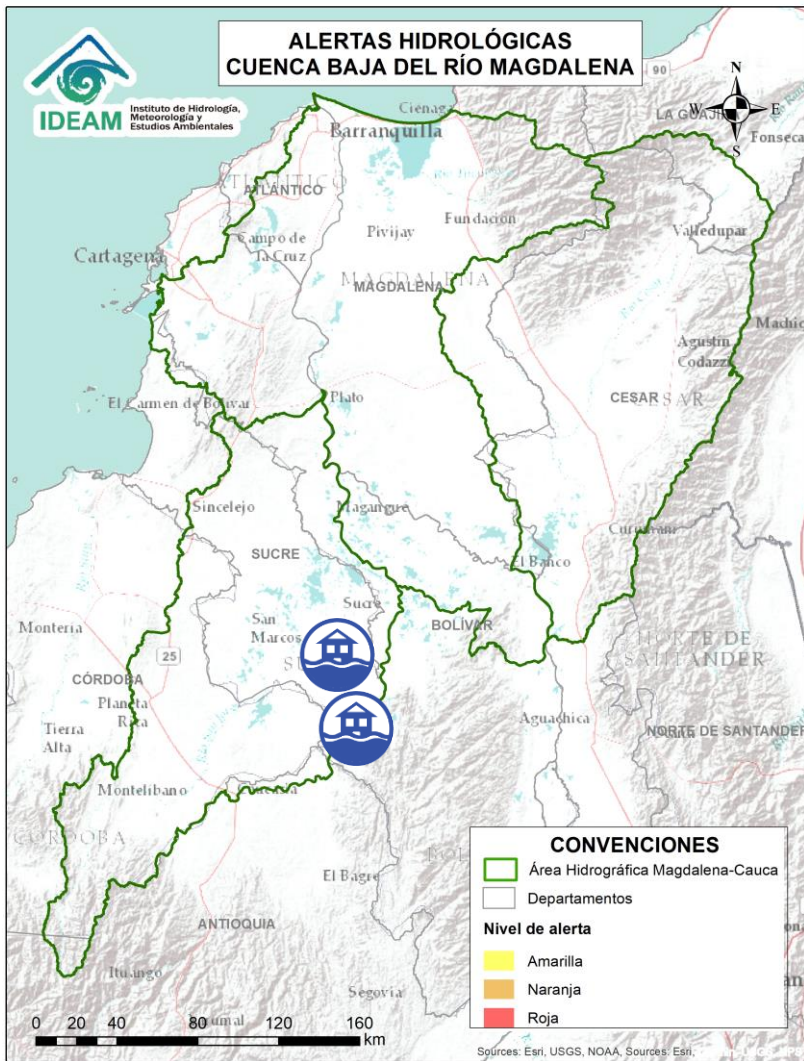 ALERTAS HIDROLÓGICAS
CUENCA BAJA DEL RÍO MAGDALENA
IDEAM
Instituto de Hidrología,
Meteorología y
Estudios Ambientales
90
N
W E
S
Ciénaga
LA GUAJIRA
Barranquilla
Fonseca
ATLÁNTICO
ATLÁNTICO
Fundación
Pivijay
Valledupar
Campo de
la Cruz
Cartagena
MAGDALENA
MAGDALENA
Agustín
Codazzi
CESAR
CESAR
Plato
El Carmen de Bolívar
Sincelejo
Magangue
Curumaní
SUCRE
El Banco
Sucre
BOLÍVAR
San
Marcos
Montería
25
NORTE DE
SANTANDER
CÓRDOBA
Planeta
Rica
Tierra
Alta
Aguachica
NORTE DE SANTANDER
Montelibano
CÓRDOBA
El Bagre
ANTIOQUIA
Ituango
Segovia
CONVENCIONES
Área Hidrográfica Magdalena-Cauca
Departamentos
Nivel de alerta
Amarilla
Naranja
Roja
0 20 40 80 120 160
km
Sources: Esri, USGS, NOAA, Sources: Esri,